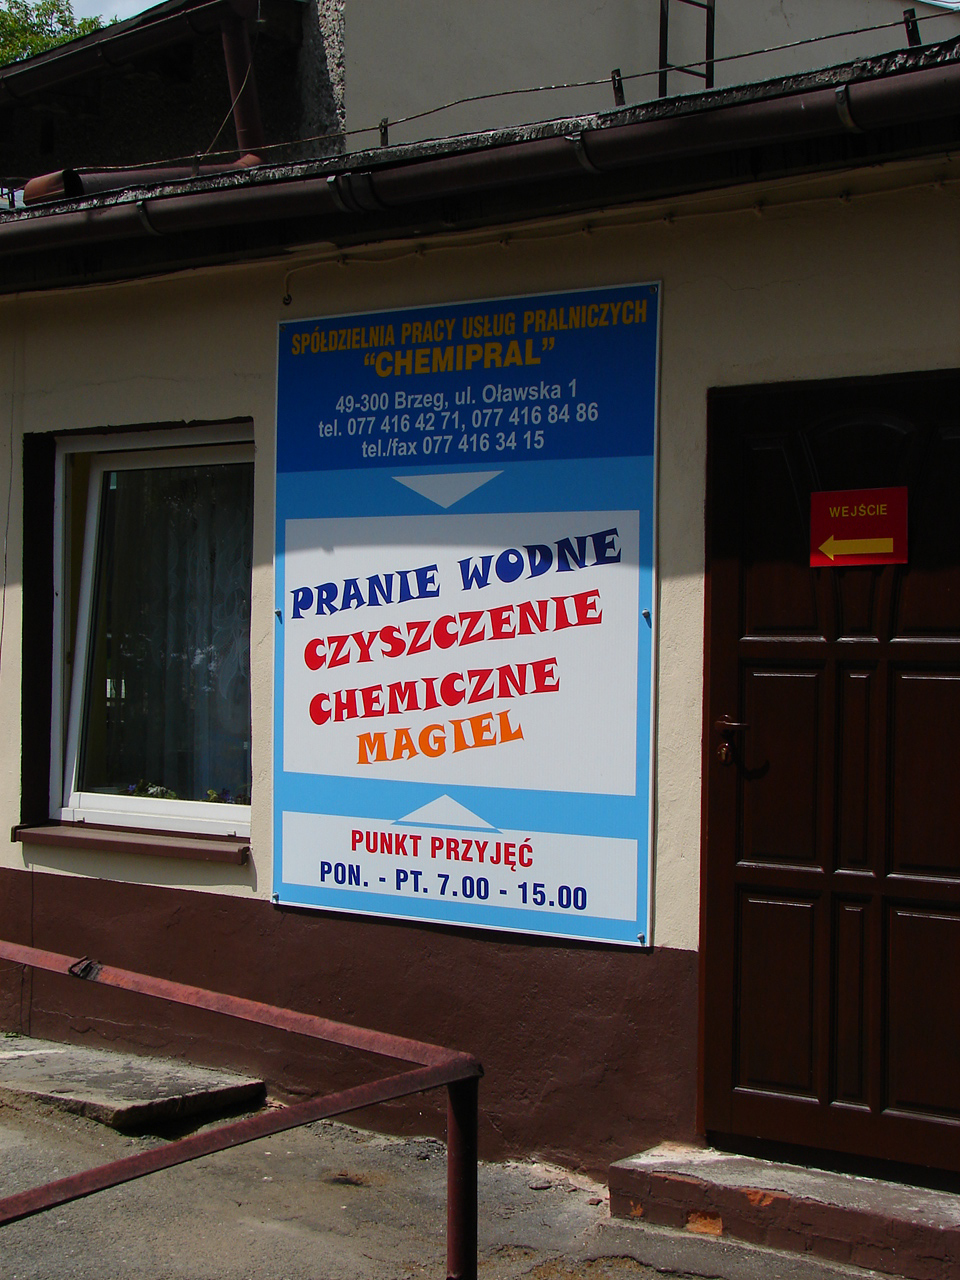 SPÓŁDZIELNIA PRACY USŁUG PRALNICZYCH
“CHEMIPRAL”
49-300 Brzeg, ul. Oławska 1
tel. 077 416 42 71, 077 416 84 86
tel./fax 077 416 34 15
PRANIE WODNE
CZYSZCZENIE
CHEMICZNE
MAGIEL
PUNKT PRZYJĘĆ
PON. - PT. 7.00 - 15.00
WEJŚCIE